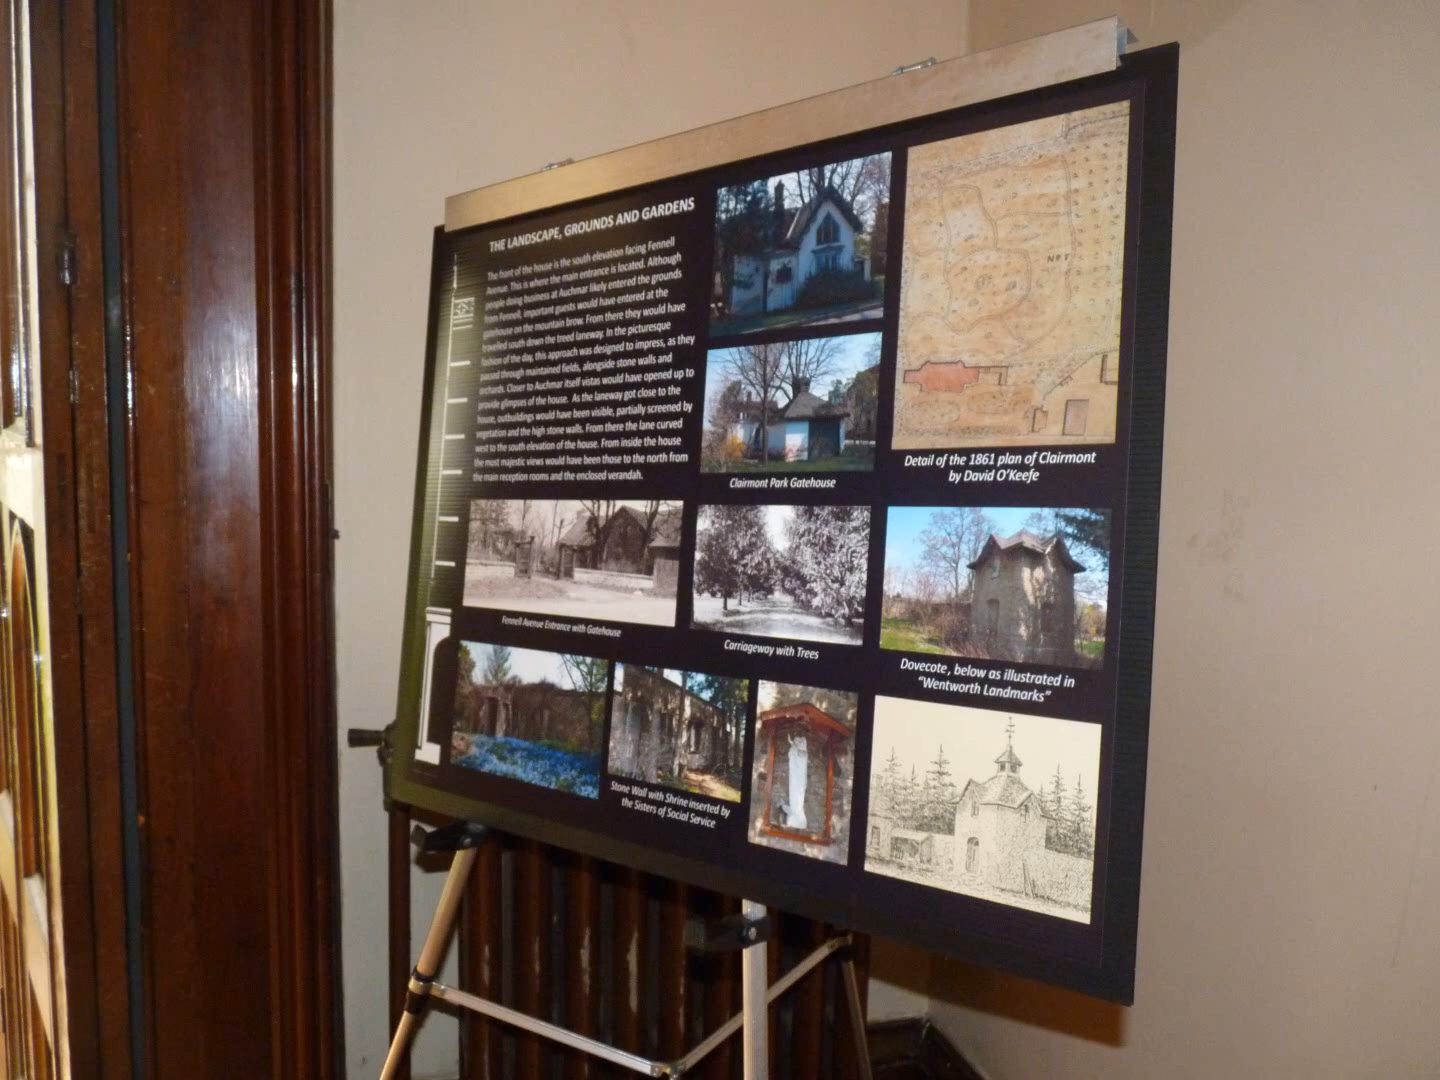 THE LANDSCAPE, GROUNDS AND GARDENS
The front of the house is the south elevation facing Fennell
Avenue. This is where the main entrance is located. Although
people doing business at Auchmar likely entered the grounds
from Fennell, important guests would have entered at the
gatehouse on the mountain brow. From there they would have
travelled south down the treed laneway. In the picturesque
fashion of the day, this approach was designed to impress, as they
passed through maintained fields, alongside stone walls and
orchards. Closer to Auchmar itself vistas would have opened up to
provide glimpses of the house. As the laneway got close to the
house, outbuildings would have been visible, partially screened by
vegetation and the high stone walls. From there the lane curved
west to the south elevation of the house. From inside the house
the most majestic views would have been those to the north from
the main reception rooms and the enclosed verandah.
Clairmont Park Gatehouse
Detail of the 1861 plan of Clairmont
by David O'Keefe
Fennell Avenue Entrance with Gatehouse
Carriageway with Trees
Dovecote, below as illustrated in
"Wentworth Landmarks"
Stone Wall with Shrine inserted by
the Sisters of Social Service